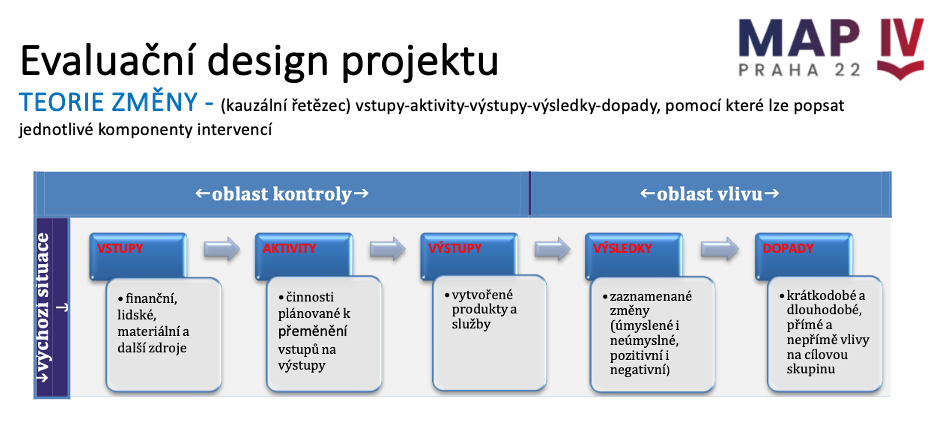 Evaluační design projektu
MAP IV
PRAHA 22
TEORIE ZMĚNY - (kauzální řetězec) vstupy-aktivity-výstupy-výsledky-dopady, pomocí které lze popsat
jednotlivé komponenty intervencí
←oblast kontroly→
←oblast vlivu→
←výchozí situace →
VSTUPY
• finanční,
lidské,
materiální a
další zdroje
AKTIVITY
• činnosti
plánované k
přeměnění
vstupů na
výstupy
VÝSTUPY
• vytvořené
produkty a
služby
VÝSLEDKY
• zaznamenané
změny
(úmyslené i
neúmyslné,
pozitivní i
negativní)
DOPADY
• krátkodobé a
dlouhodobé,
přímé a
nepřímě vlivy
na cílovou
skupinu